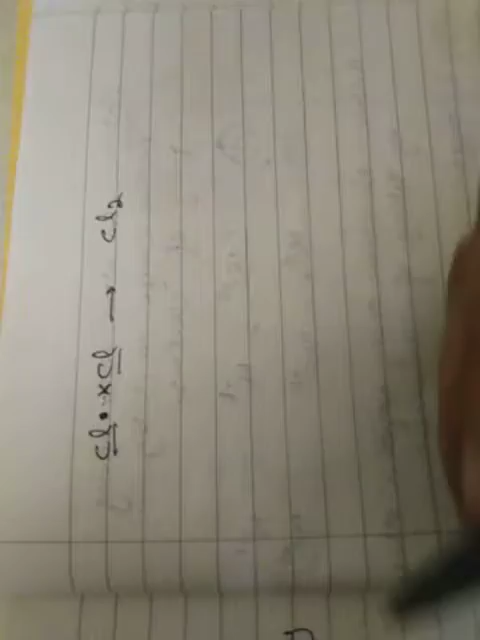 Cl • × Cl → Cl₂